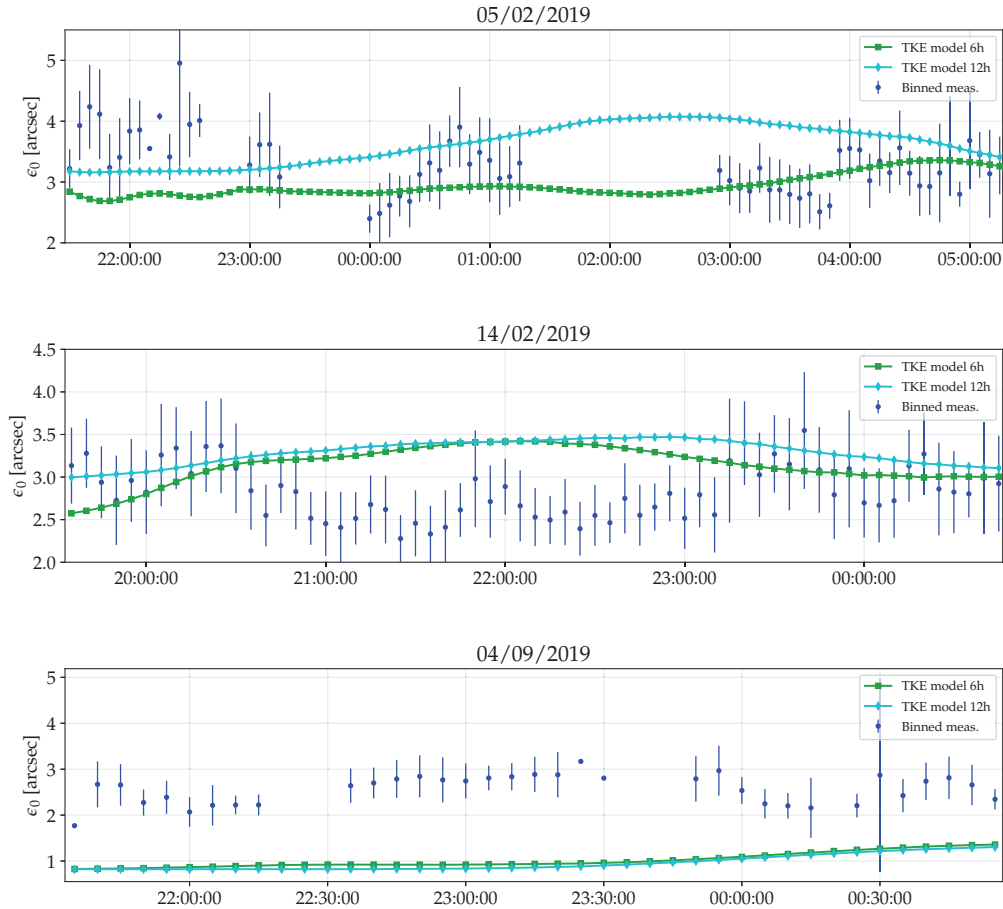 05/02/2019
ϵ0 [arcsec]
5
4
3
2
TKE model 6h
TKE model 12h
Binned meas.
22:00:00 23:00:00 00:00:00 01:00:00 02:00:00 03:00:00 04:00:00 05:00:00
14/02/2019
ϵ0 [arcsec]
4.5
4.0
3.5
3.0
2.5
2.0
TKE model 6h
TKE model 12h
Binned meas.
20:00:00 21:00:00 22:00:00 23:00:00 00:00:00
04/09/2019
ϵ0 [arcsec]
5
4
3
2
1
TKE model 6h
TKE model 12h
Binned meas.
22:00:00 22:30:00 23:00:00 23:30:00 00:00:00 00:30:00